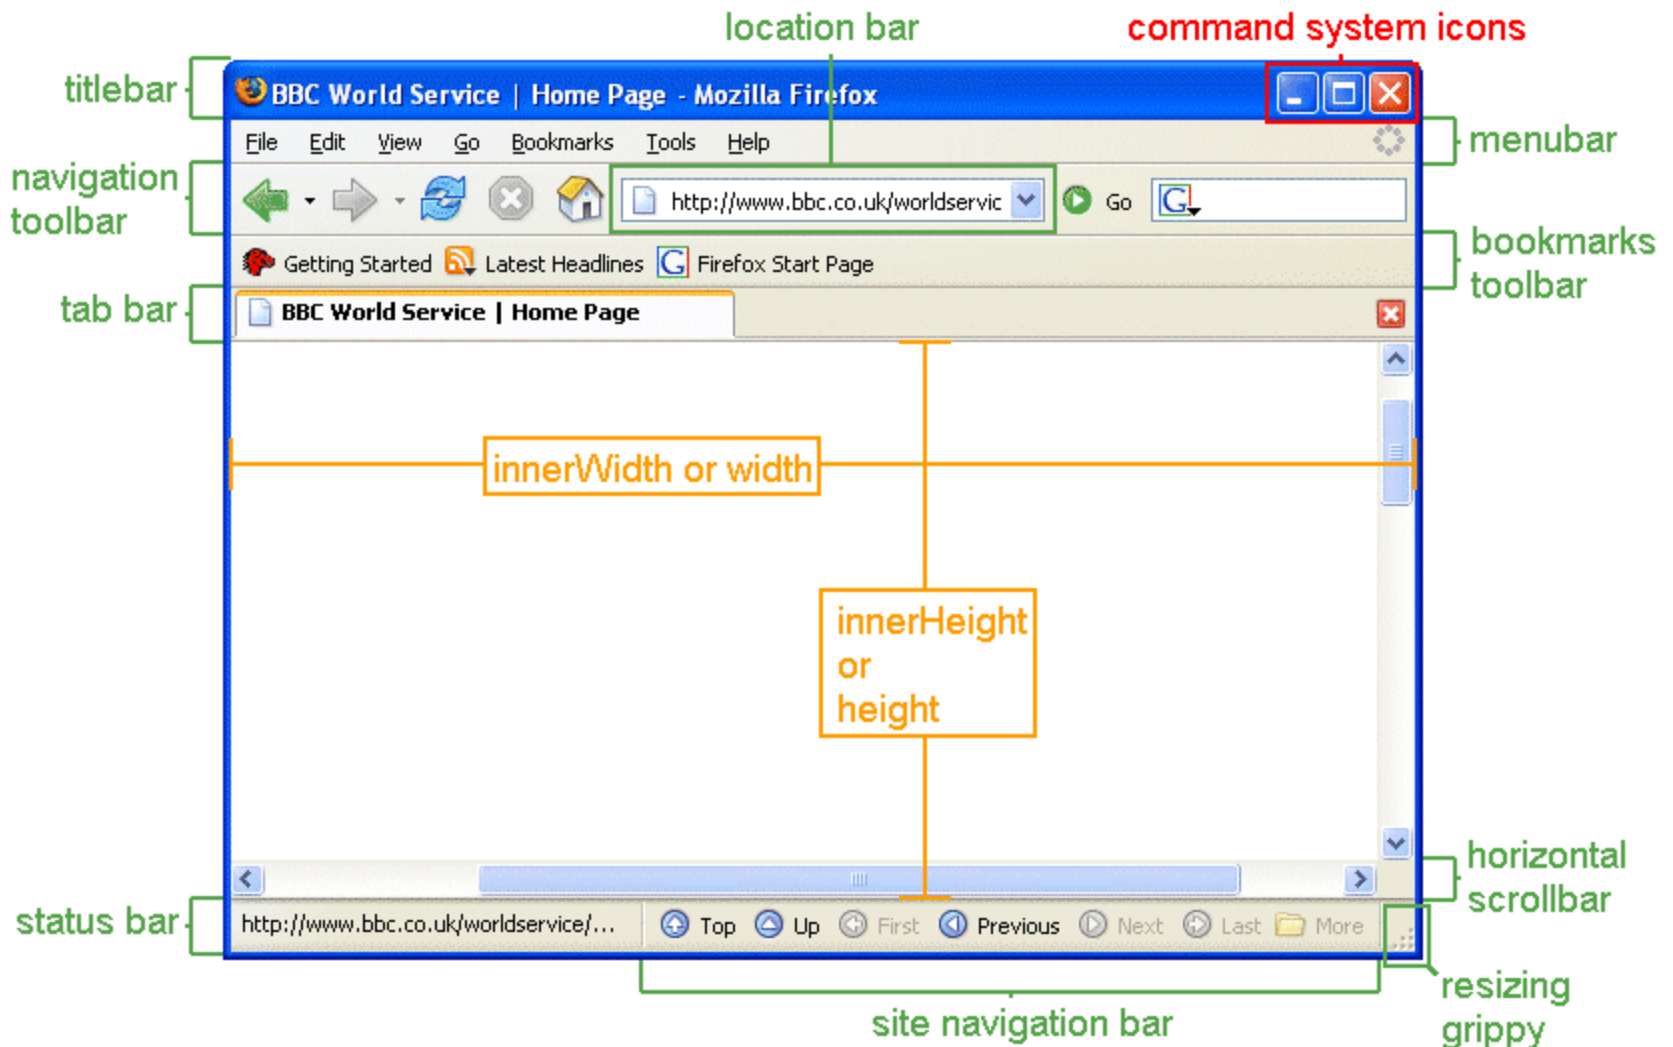 location bar
command system icons
titlebar
BBC World Service | Home Page - Mozilla Firefox
File Edit View Go Bookmarks Tools Help
menubar
navigation
toolbar
http://www.bbc.co.uk/worldservic
Go
G
Getting Started
Latest Headlines
G
Firefox Start Page
bookmarks
toolbar
tab bar
BBC World Service | Home Page
innerWidth or width
innerHeight
or
height
horizontal
scrollbar
status bar
http://www.bbc.co.uk/worldservice/...
Top Up First Previous Next Last More
resizing
grippy
site navigation bar